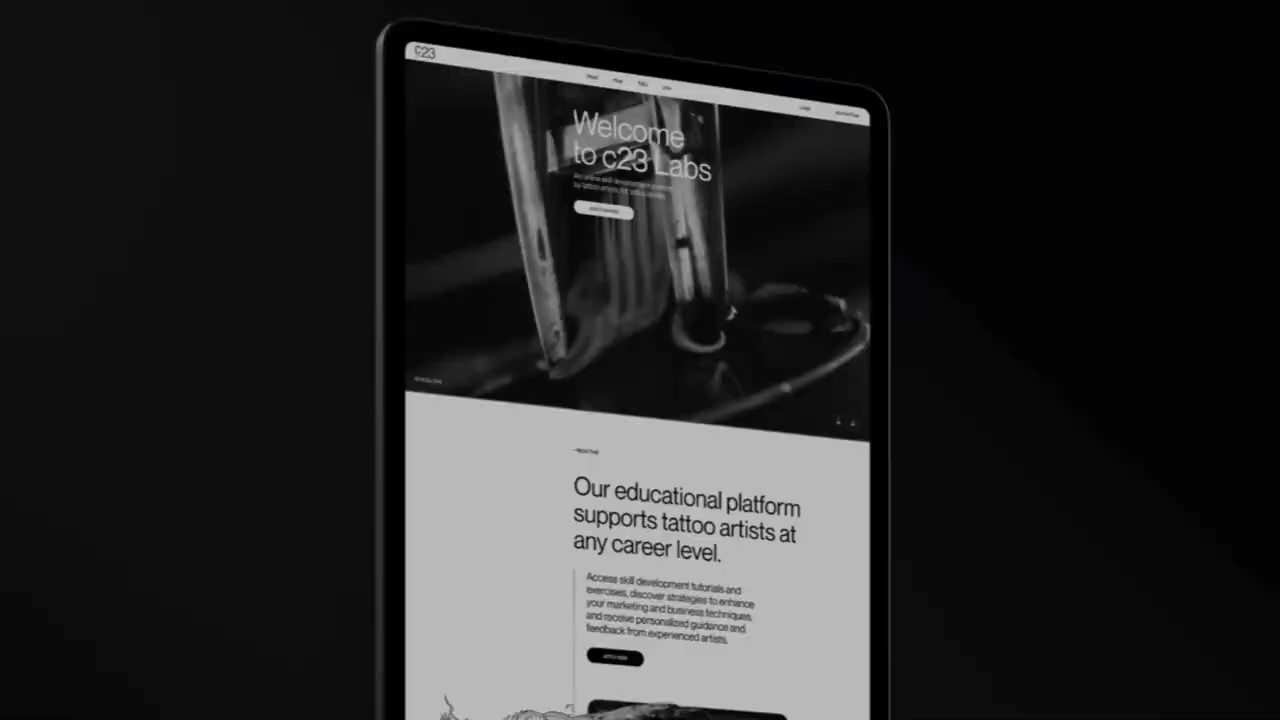 c23
Welcome
to c23 Labs
Our educational platform
supports tattoo artists at
any career level.
Access skill development tutorials and
exercises, discover strategies to enhance
your marketing and business techniques,
and receive personalized guidance and
feedback from experienced artists.